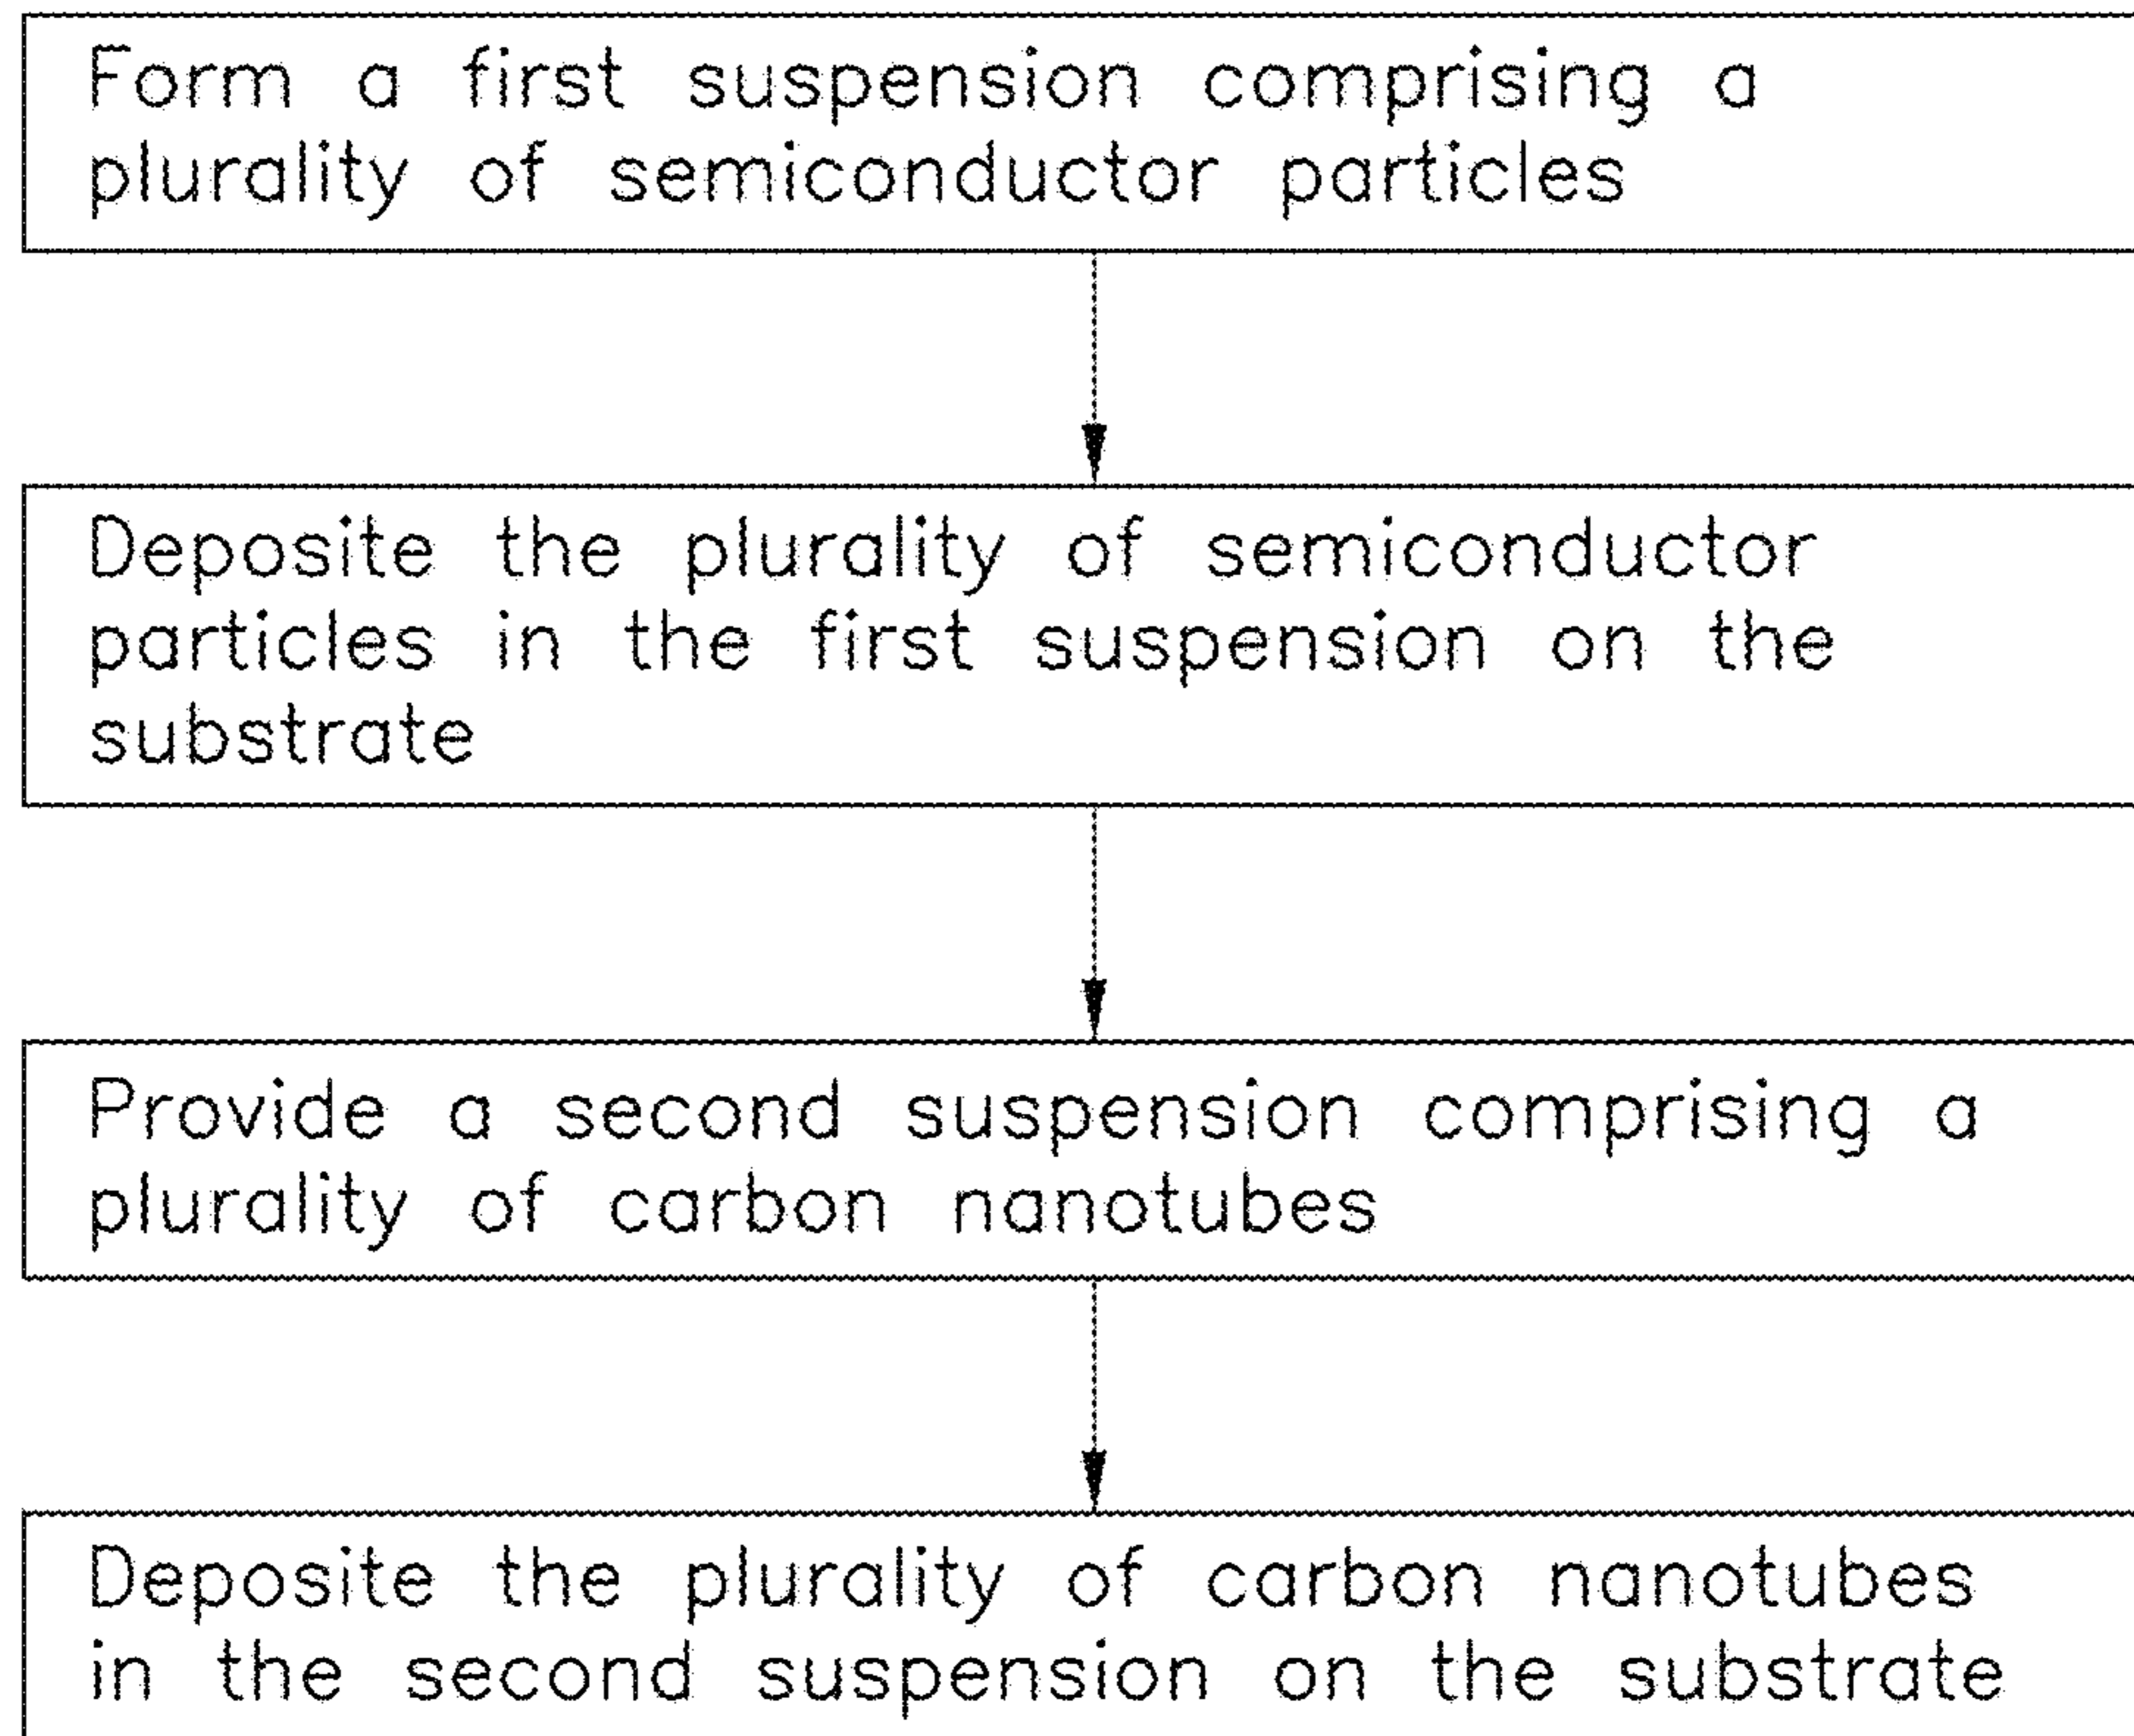 Form a first suspension comprising a
plurality of semiconductor particles
Deposite the plurality of semiconductor
particles in the first suspension on the
substrate
Provide a second suspension comprising a
plurality of carbon nanotubes
Deposite the plurality of carbon nanotubes
in the second suspension on the substrate